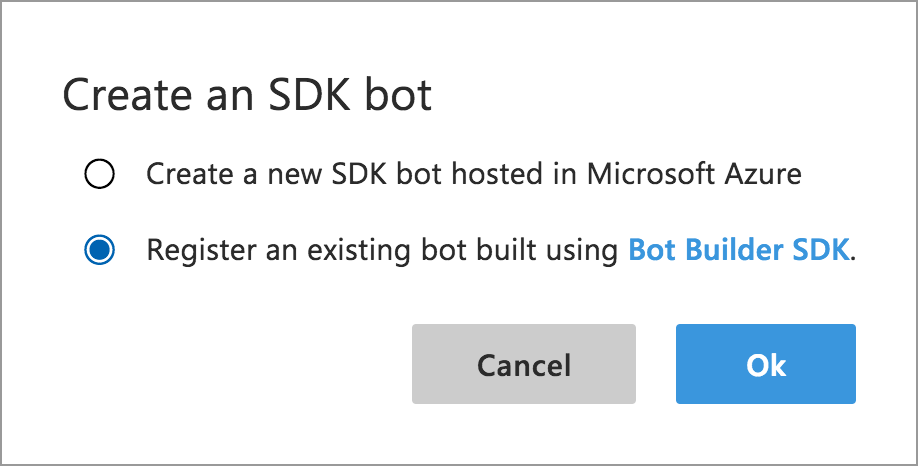 Create an SDK bot
Create a new SDK bot hosted in Microsoft Azure
Register an existing bot built using Bot Builder SDK.
Cancel
Ok